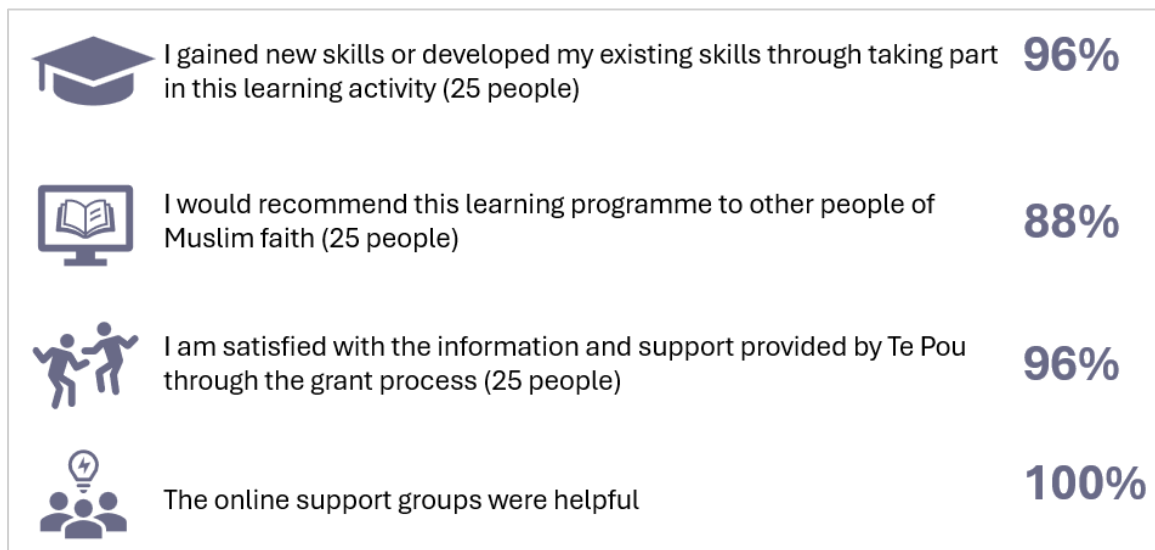 I gained new skills or developed my existing skills through taking part
in this learning activity (25 people)
96%
I would recommend this learning programme to other people of
Muslim faith (25 people)
88%
I am satisfied with the information and support provided by Te Pou
through the grant process (25 people)
96%
The online support groups were helpful
100%